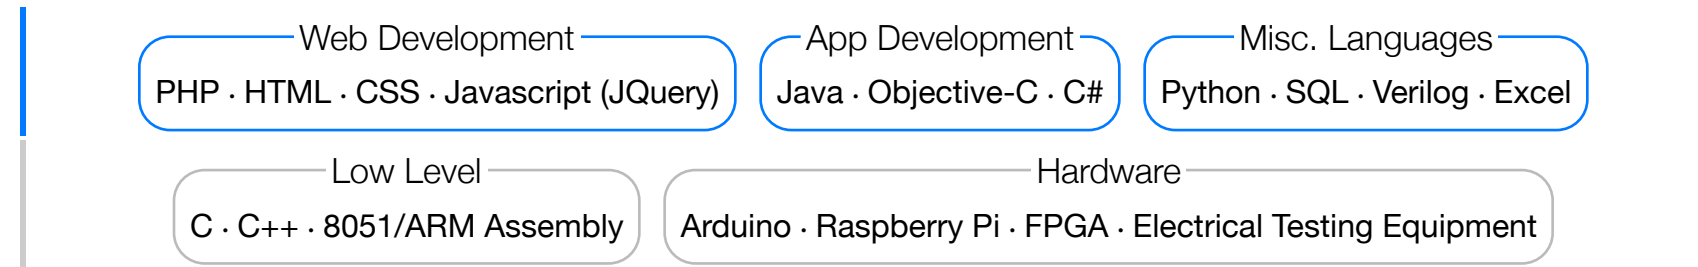 Web Development
PHP · HTML · CSS · Javascript (JQuery)
App Development
Java · Objective-C · C#
Misc. Languages
Python · SQL · Verilog · Excel
Low Level
C · C++ · 8051/ARM Assembly
Hardware
Arduino · Raspberry Pi · FPGA · Electrical Testing Equipment